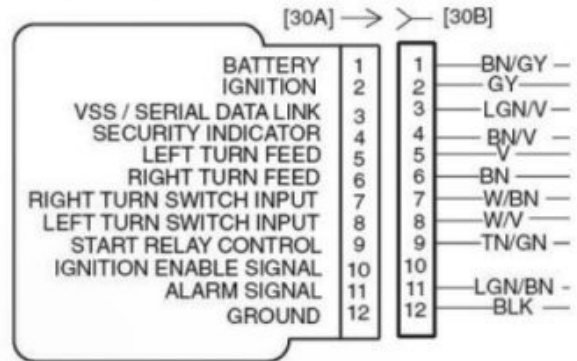 [30A] [30B]
BATTERY 1 1 BN/GY
IGNITION 2 2 GY
VSS / SERIAL DATA LINK 3 3 LGN/V
SECURITY INDICATOR 4 4 BN/V
LEFT TURN FEED 5 5 V
RIGHT TURN FEED 6 6 BN
RIGHT TURN SWITCH INPUT 7 7 W/BN
LEFT TURN SWITCH INPUT 8 8 W/V
START RELAY CONTROL 9 9 TN/GN
IGNITION ENABLE SIGNAL 10 10
ALARM SIGNAL 11 11 LGN/BN
GROUND 12 12 BLK